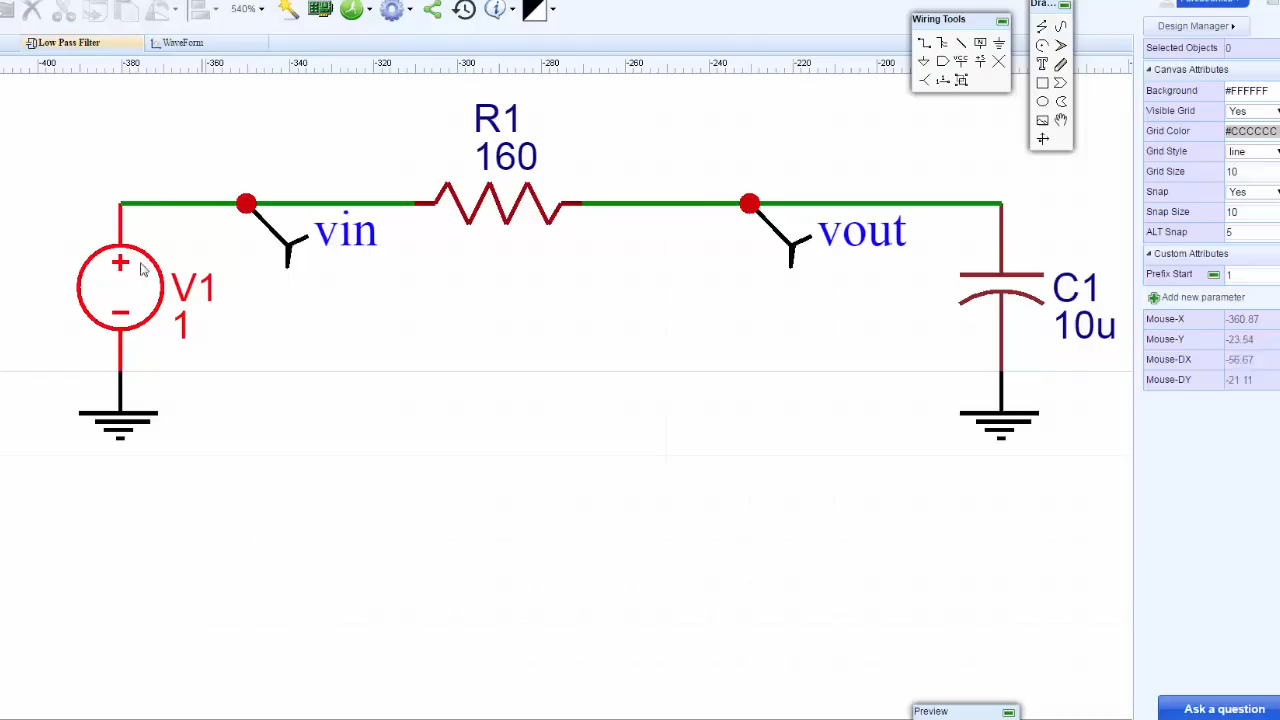 540%
Low Pass Filter
WaveForm
-400
-380
-360
-340
-320
-300
-280
-260
-240
-220
-200
Wiring Tools
Dra...
Design Manager
Selected Objects 0
Canvas Attributes
Background #FFFFFF
Visible Grid Yes
Grid Color #CCCCCC
Grid Style line
Grid Size 10
Snap Yes
Snap Size 10
ALT Snap 5
Custom Attributes
Prefix Start 1
Add new parameter
Mouse-X -360.87
Mouse-Y -23.54
Mouse-DX -56.67
Mouse-DY -21.11
R1
160
vin
vout
+
V1
1
−
C1
10u
Preview
Ask a question